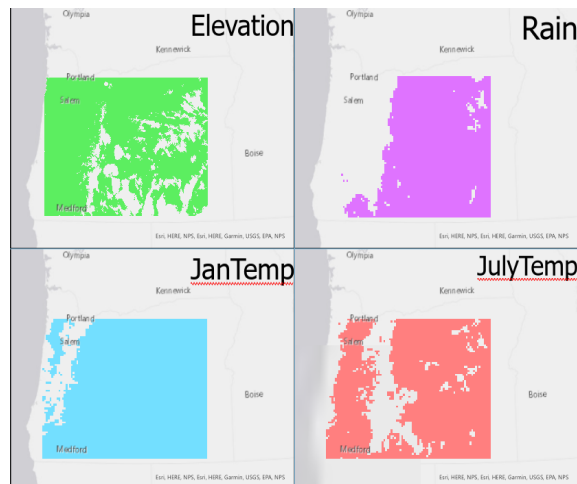 Olympia
Elevation
Kennewick
Portland
Salem
Boise
Medford
Esri, HERE, NPS, Esri, HERE, Garmin, USGS, EPA, NPS
Olympia
Rain
Kennewick
Portland
Salem
Boise
Medford
Esri, HERE, NPS, Esri, HERE, Garmin, USGS, EPA, NPS
Olympia
JanTemp
Kennewick
Portland
Salem
Boise
Medford
Esri, HERE, NPS, Esri, HERE, Garmin, USGS, EPA, NPS
Olympia
JulyTemp
Kennewick
Portland
Salem
Boise
Medford
Esri, HERE, NPS, Esri, HERE, Garmin, USGS, EPA, NPS